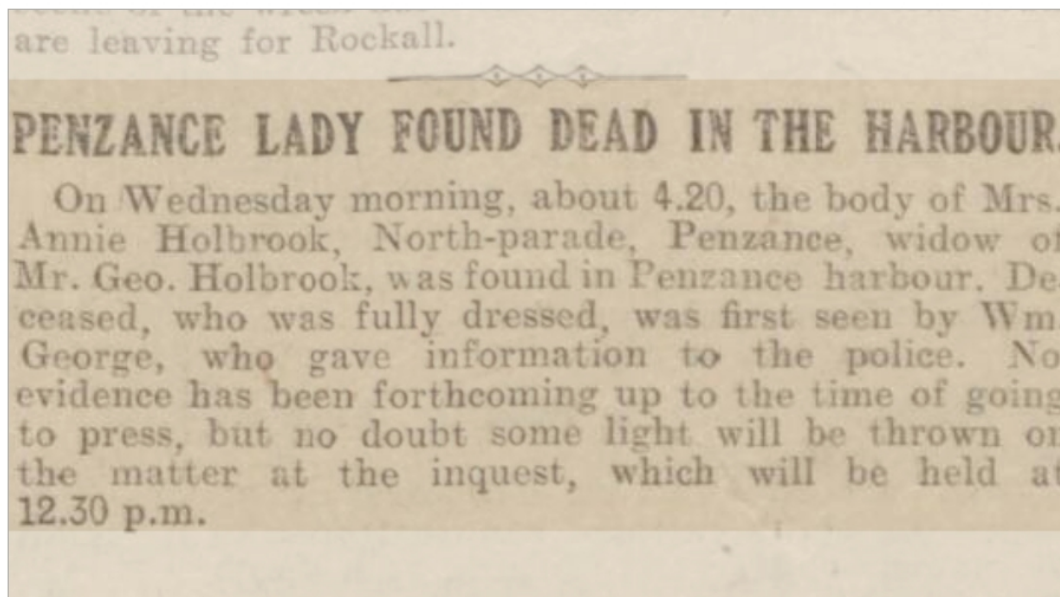 are leaving for Rockall.
PENZANCE LADY FOUND DEAD IN THE HARBOUR.
On Wednesday morning, about 4.20, the body of Mrs.
Annie Holbrook, North-parade, Penzance, widow of
Mr. Geo. Holbrook, was found in Penzance harbour. De-
ceased, who was fully dressed, was first seen by Wm.
George, who gave information to the police. No
evidence has been forthcoming up to the time of going
to press, but no doubt some light will be thrown on
the matter at the inquest, which will be held at
12.30 p.m.